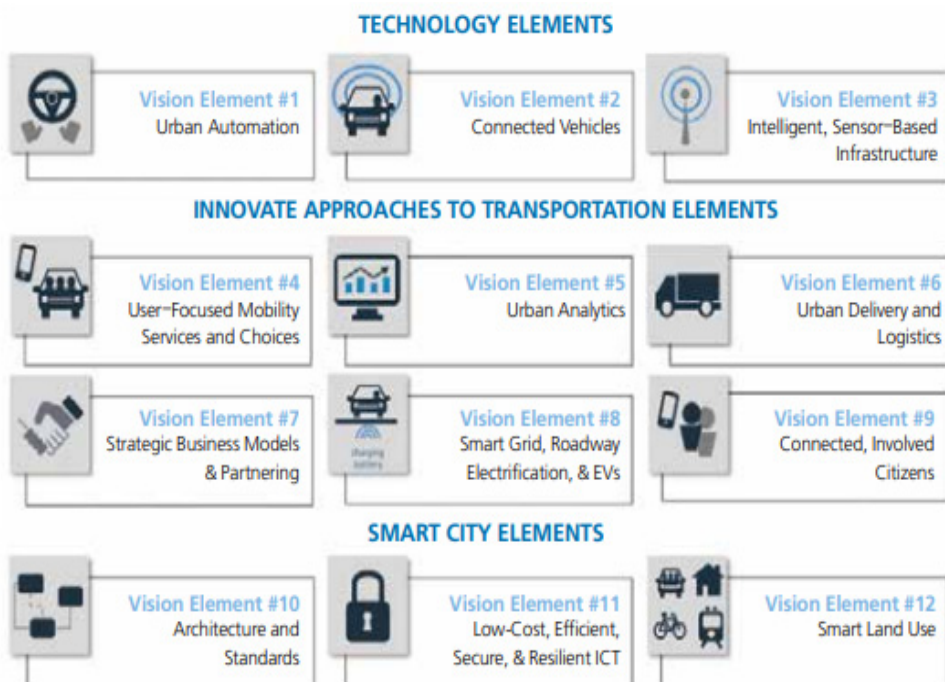 TECHNOLOGY ELEMENTS
Vision Element #1
Urban Automation
Vision Element #2
Connected Vehicles
Vision Element #3
Intelligent, Sensor-Based
Infrastructure
INNOVATE APPROACHES TO TRANSPORTATION ELEMENTS
Vision Element #4
User-Focused Mobility
Services and Choices
Vision Element #5
Urban Analytics
Vision Element #6
Urban Delivery and
Logistics
Vision Element #7
Strategic Business Models
& Partnering
charging
battery
Vision Element #8
Smart Grid, Roadway
Electrification, & EVs
Vision Element #9
Connected, Involved
Citizens
SMART CITY ELEMENTS
Vision Element #10
Architecture and
Standards
Vision Element #11
Low-Cost, Efficient,
Secure, & Resilient ICT
Vision Element #12
Smart Land Use